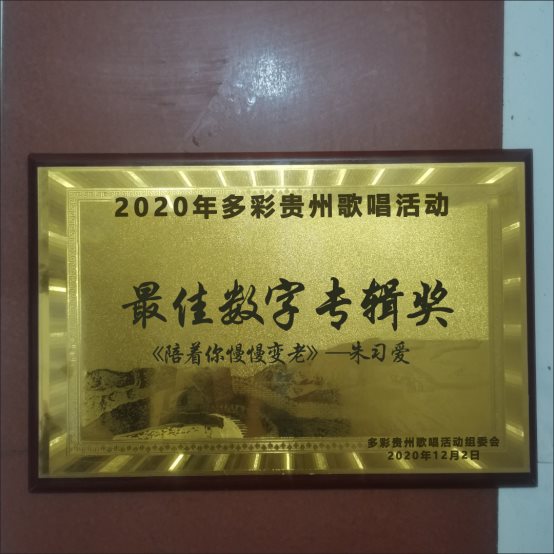 2020年多彩贵州歌唱活动
最佳数字专辑奖
《陪着你慢慢变老》—朱习爱
多彩贵州歌唱活动组委会
2020年12月2日